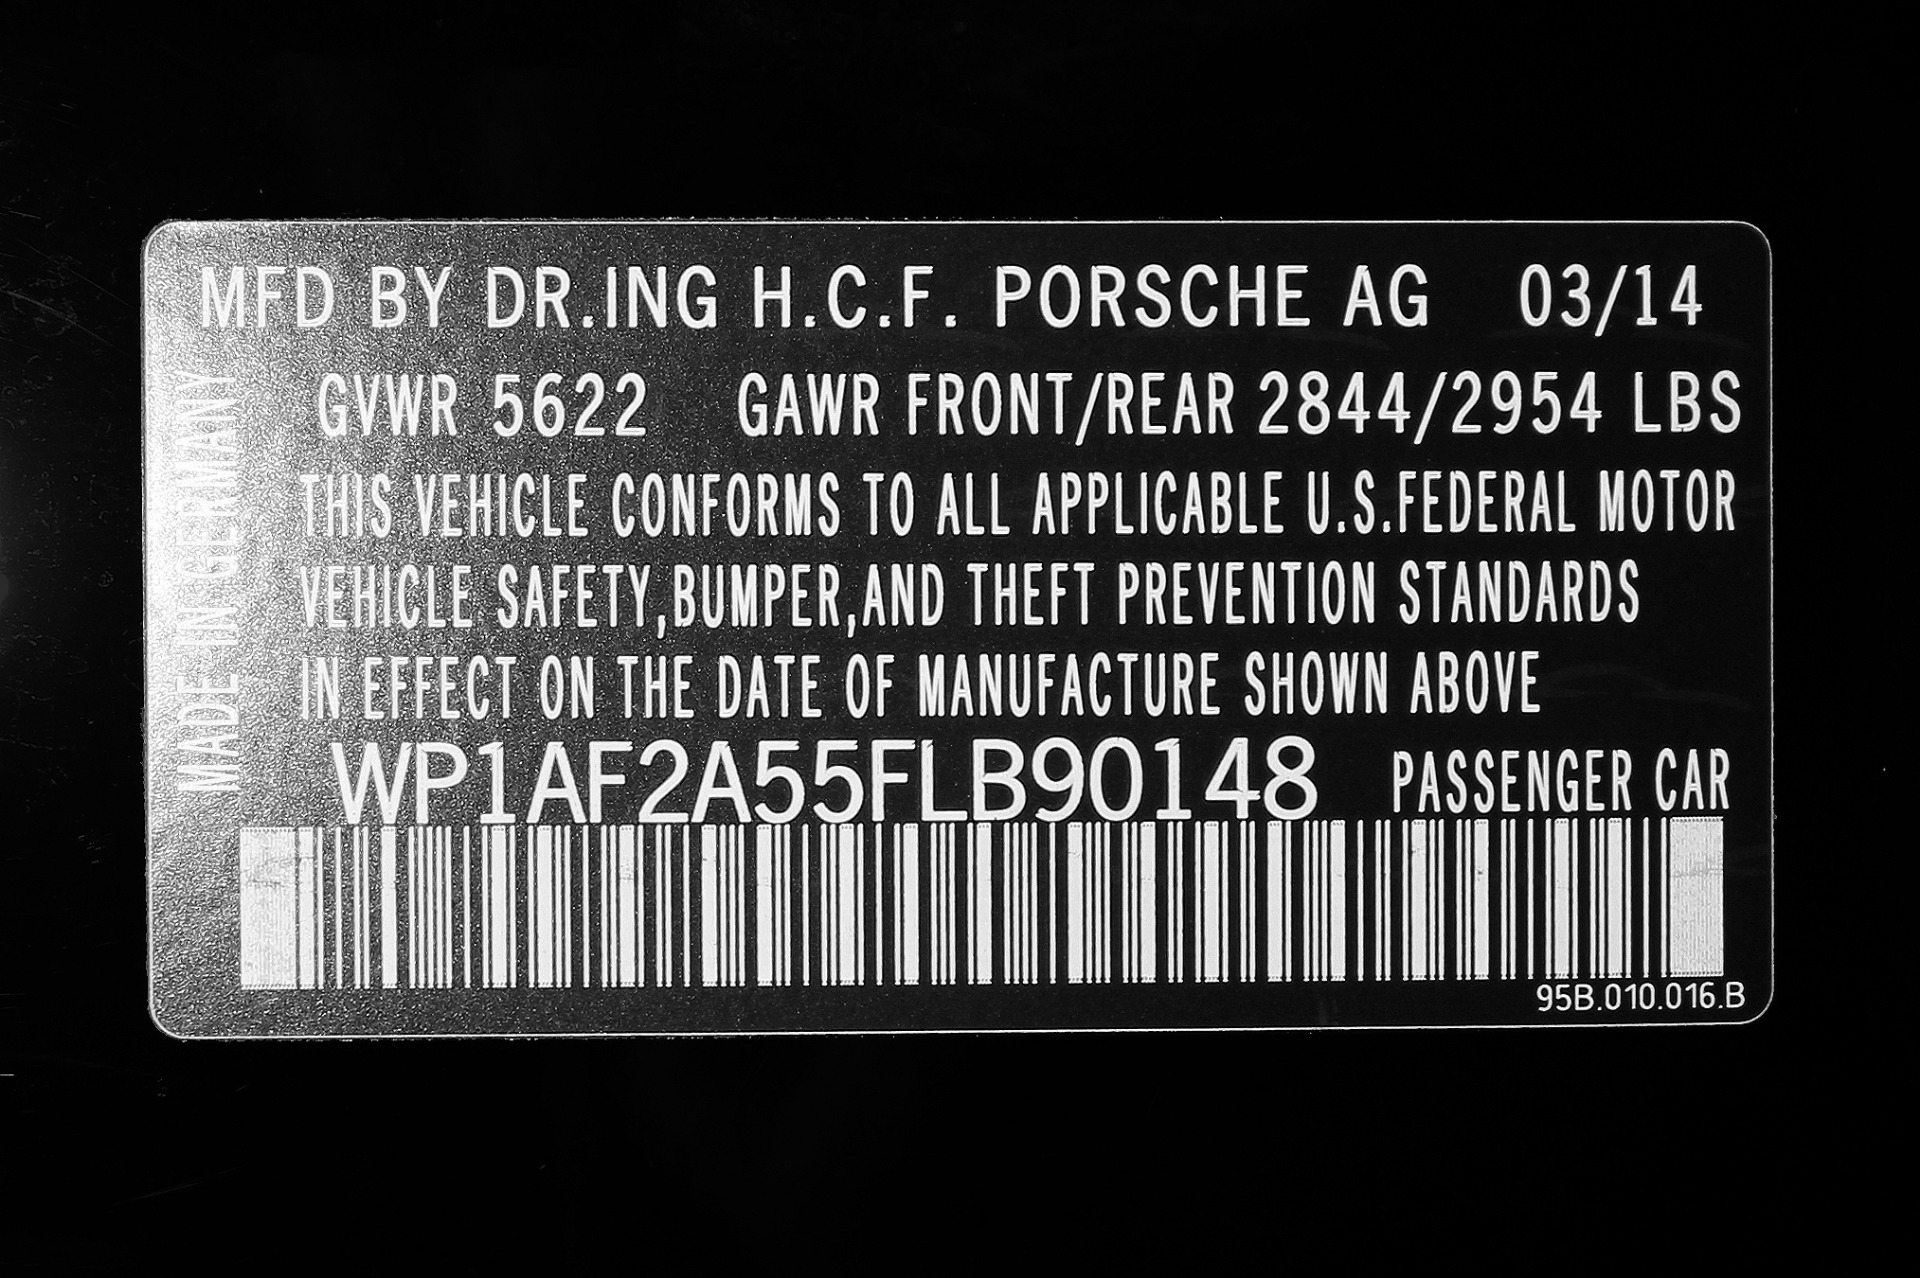 MFD BY DR.ING H.C.F. PORSCHE AG 03/14
GVWR 5622 GAWR FRONT/REAR 2844/2954 LBS
THIS VEHICLE CONFORMS TO ALL APPLICABLE U.S.FEDERAL MOTOR
VEHICLE SAFETY,BUMPER,AND THEFT PREVENTION STANDARDS
IN EFFECT ON THE DATE OF MANUFACTURE SHOWN ABOVE
WP1AF2A55FLB90148 PASSENGER CAR
95B.010.016.B
MADE IN GERMANY